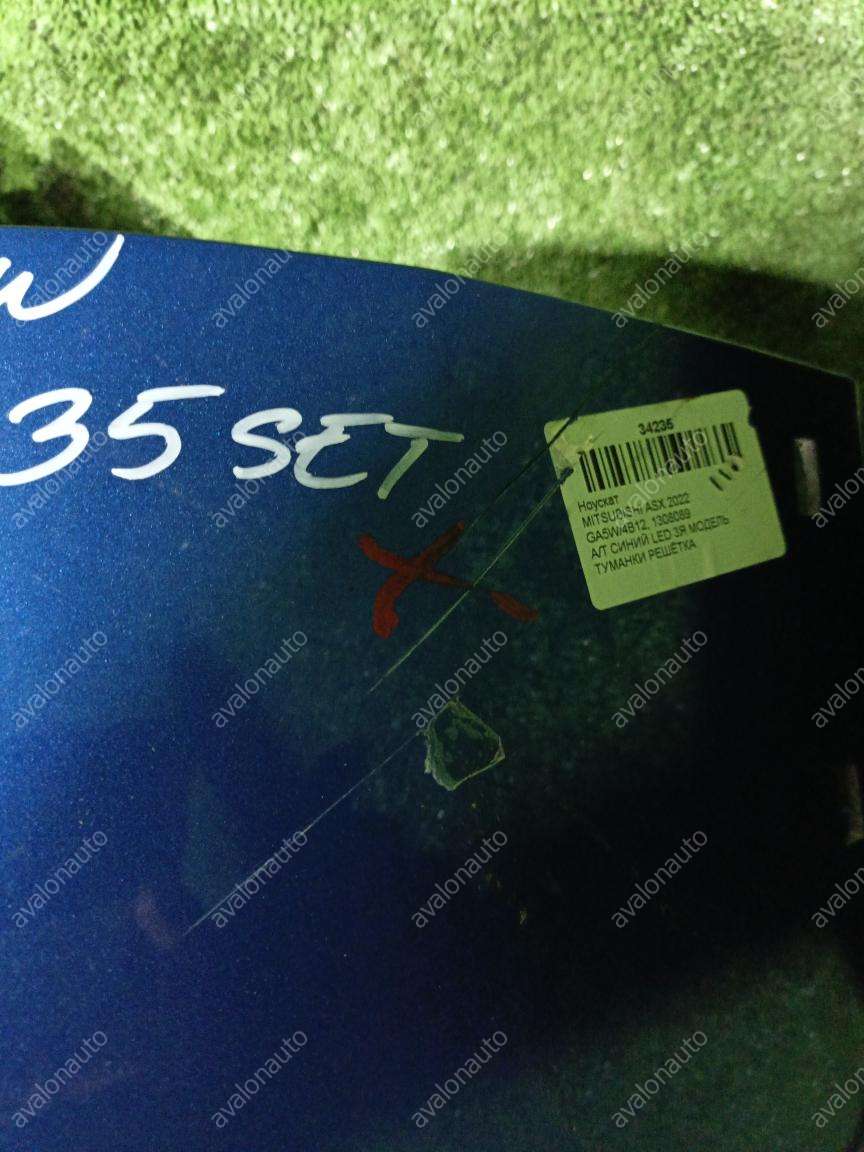 W
35 SET
34235
Ноускат
MITSUBISHI ASX 2022
GA5W/4B12, 1308089
A/T СИНИЙ LED 3Я МОДЕЛЬ
ТУМАНКИ РЕШЁТКА
avalonauto